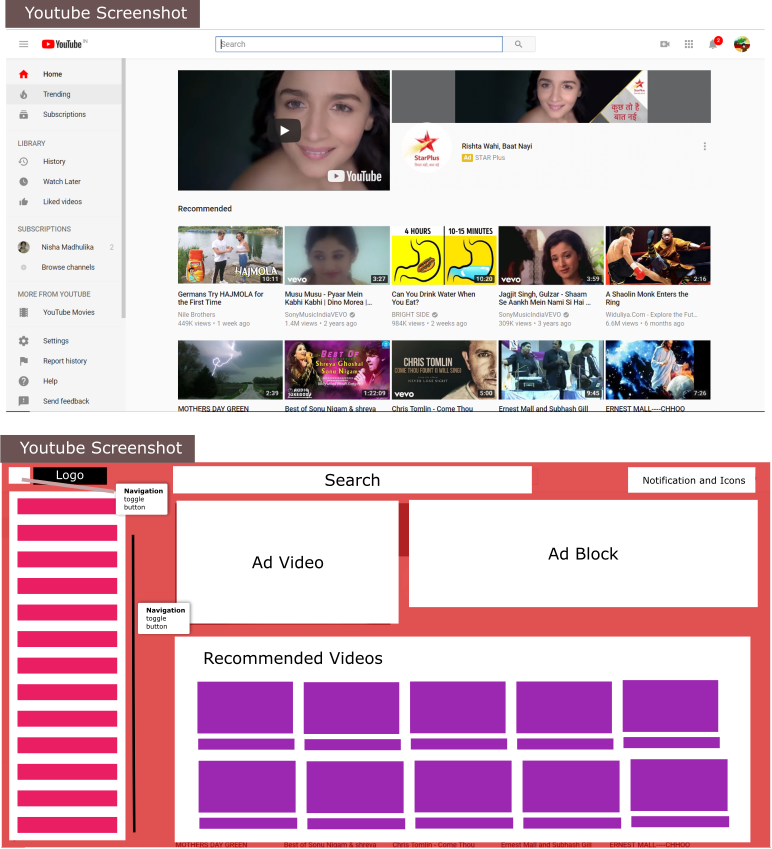 Youtube Screenshot
YouTube IN
Search
2
Home
Trending
Subscriptions
LIBRARY
History
Watch Later
Liked videos
SUBSCRIPTIONS
Nisha Madhulika 2
Browse channels
MORE FROM YOUTUBE
YouTube Movies
Settings
Report history
Help
Send feedback
YouTube
कुछ तो है
बात नई
StarPlus
Rishta Wahi, Baat Nayi
Ad STAR Plus
Recommended
HAJMOLA
10:11
vevo
3:27
4 HOURS 10-15 MINUTES
10:20
vevo
3:59
2:16
Germans Try HAJMOLA for
the First Time
Nile Brothers
449K views • 1 week ago
Musu Musu - Pyaar Mein
Kabhi Kabhi | Dino Morea |...
SonyMusicIndiaVEVO
1.4M views • 2 years ago
Can You Drink Water When
You Eat?
BRIGHT SIDE
984K views • 2 weeks ago
Jagjit Singh, Gulzar - Shaam
Se Aankh Mein Nami Si Hai ...
SonyMusicIndiaVEVO
309K views • 3 years ago
A Shaolin Monk Enters the
Ring
Widuliya.Com - Explore the Fut...
6.6M views • 6 months ago
2:39
BEST OF
Shreya Ghoshal
Sonu Nigam
1:22:09
CHRIS TOMLIN
COME THOU FOUNT (I WILL SING)
vevo
5:00
9:45
7:26
MOTHERS DAY GREEN
Best of Sonu Nigam & shreya
Chris Tomlin - Come Thou
Ernest Mall and Subhash Gill
ERNEST MALL----CHHOO
Youtube Screenshot
Logo
Search
Notification and Icons
Navigation
toggle
button
Ad Video
Ad Block
Navigation
toggle
button
Recommended Videos
MOTHERS DAY GREEN
Best of Sonu Nigam & shreya
Chris Tomlin - Come Thou
Ernest Mall and Subhash Gill
ERNEST MALL----CHHOO